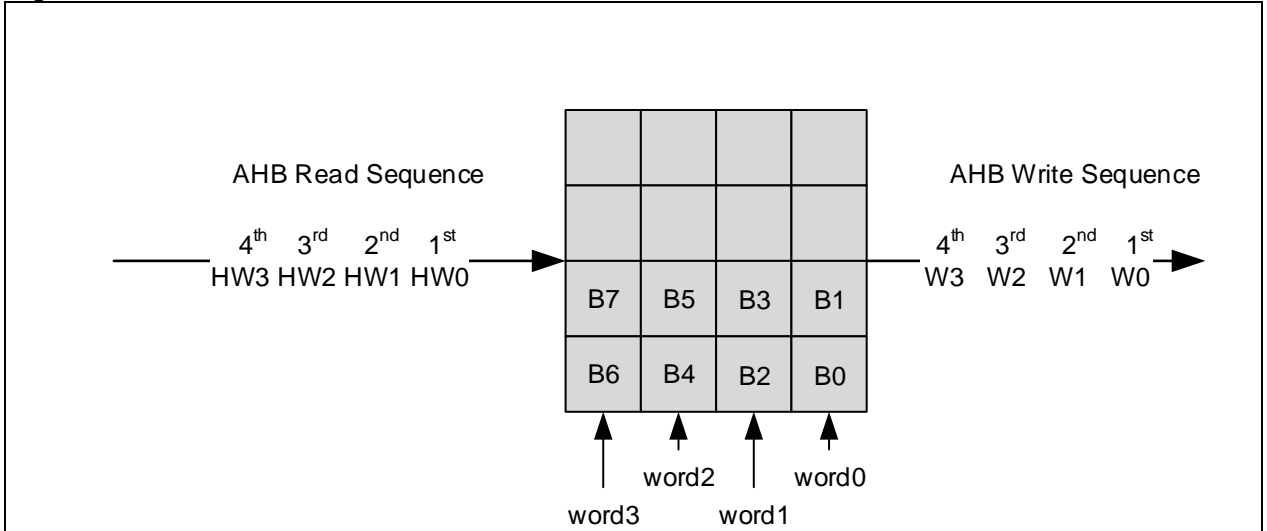 AHB Read Sequence
4th 3rd 2nd 1st
HW3 HW2 HW1 HW0
B7 B5 B3 B1
B6 B4 B2 B0
word2 word0
word3 word1
AHB Write Sequence
4th 3rd 2nd 1st
W3 W2 W1 W0